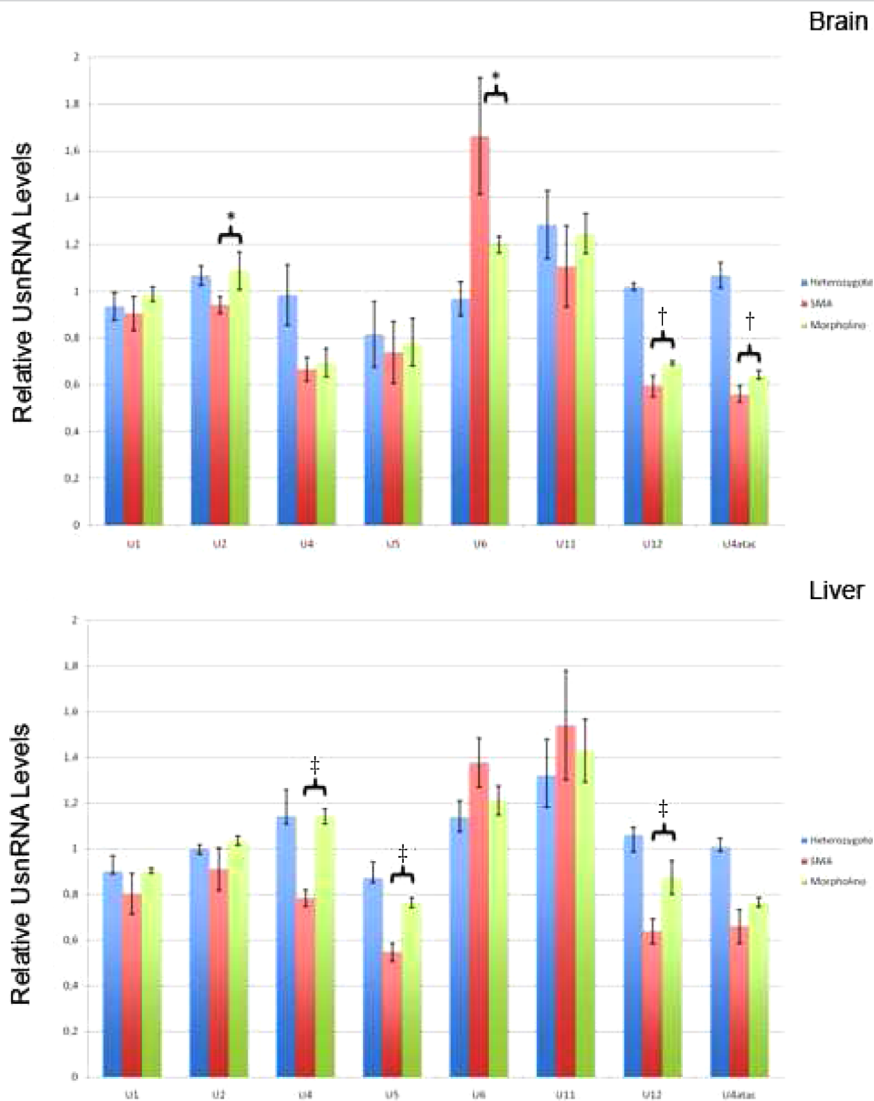 Brain
Relative UsnRNA Levels
2
1,8
1,6
1,4
1,2
1
0,8
0,6
0,4
0,2
0
*
*
†
†
Heterozygote
SMA
Morpholino
U1 U2 U4 U5 U6 U11 U12 U4atac
Liver
Relative UsnRNA Levels
2
1,8
1,6
1,4
1,2
1
0,8
0,6
0,4
0,2
0
‡
‡
‡
Heterozygote
SMA
Morpholino
U1 U2 U4 U5 U6 U11 U12 U4atac